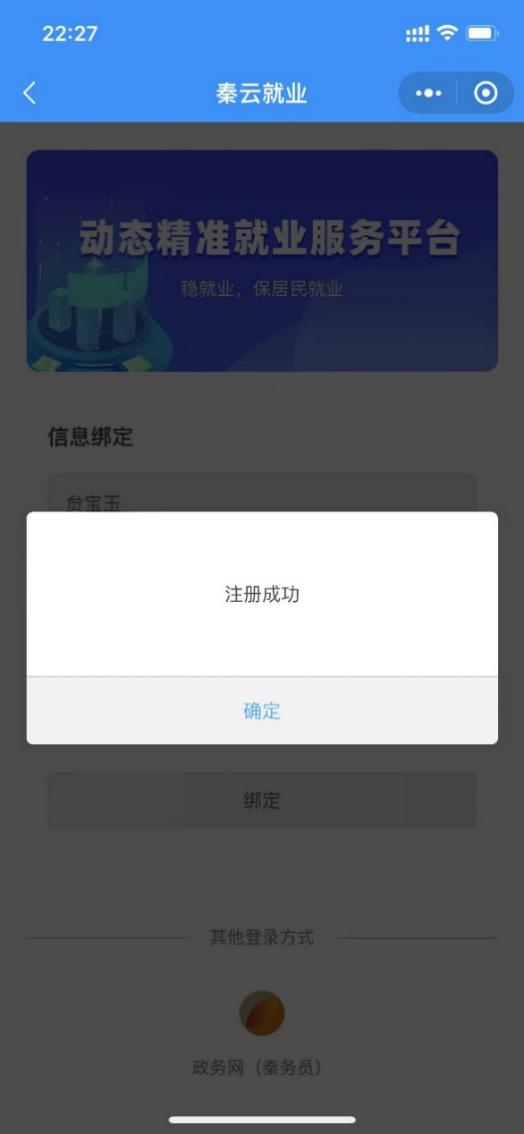 22:27
秦云就业
动态精准就业服务平台
稳就业，保居民就业
信息绑定
贠宝玉
注册成功
确定
绑定
其他登录方式
政务网（秦务员）